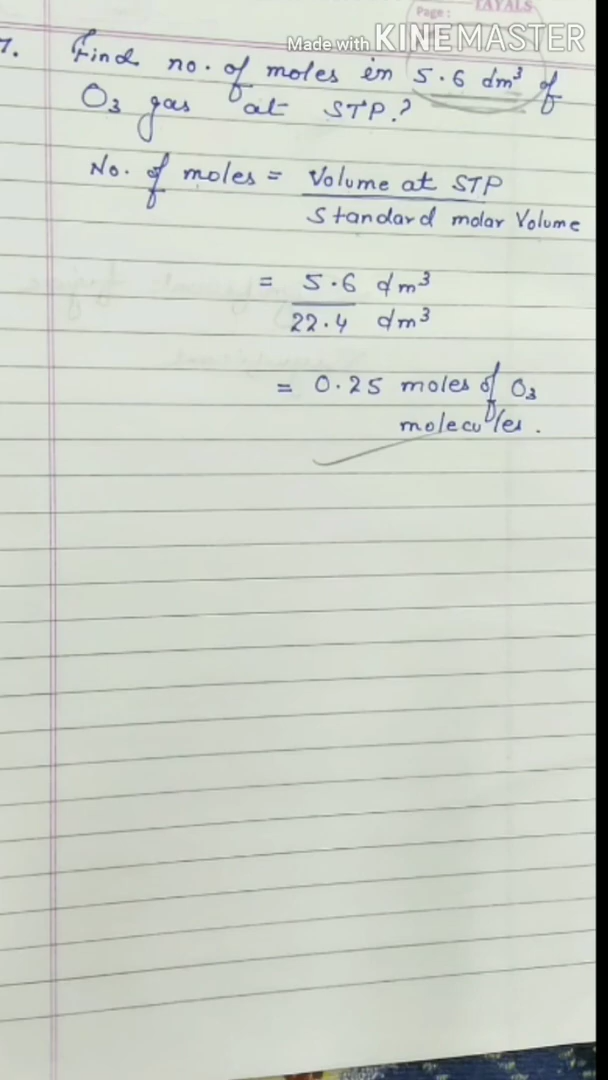 Page:
TAYALS
Made with KINEMASTER
7. Find no. of moles in 5.6 dm³ of
O₃ gas at STP?
No. of moles = Volume at STP
Standard molar Volume
= 5.6 dm³
22.4 dm³
= 0.25 moles of O₃
molecules.